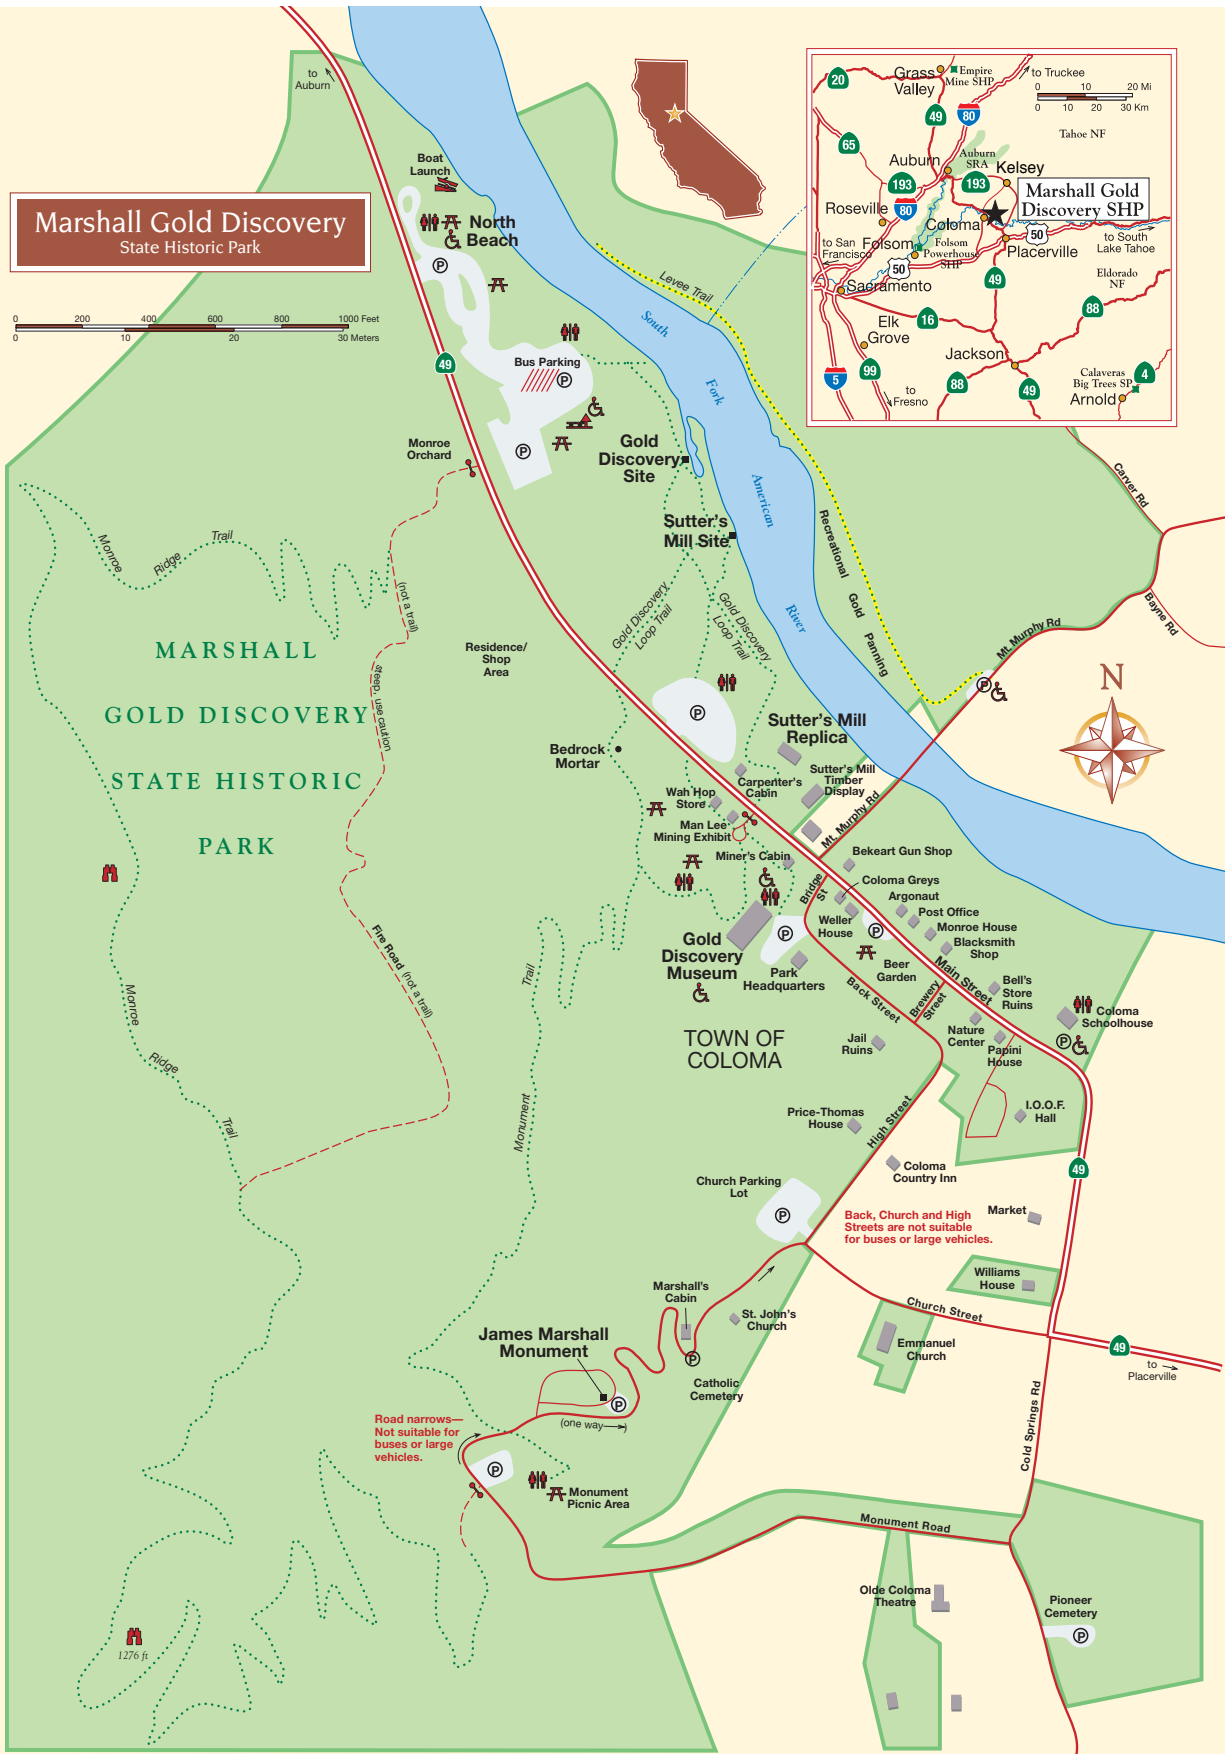 Marshall Gold Discovery
State Historic Park
0 200 400 600 800 1000 Feet
0 10 20 30 Meters
to
Auburn
49
Boat
Launch
North
Beach
P
Bus Parking
P
P
Monroe
Orchard
Gold
Discovery
Site
Sutter's
Mill Site
Levee Trail
South
Fork
American
River
Recreational Gold Panning
20
Grass
Valley
Empire
Mine SHP
to Truckee
0 10 20 Mi
0 10 20 30 Km
49
80
Tahoe NF
65
Auburn
Auburn
SRA
Kelsey
193
193
Marshall Gold
Discovery SHP
Roseville
80
Coloma
50
to San
Francisco
Folsom
Folsom
Powerhouse
SHP
Placerville
to South
Lake Tahoe
50
49
Eldorado
NF
Sacramento
88
16
Elk
Grove
Jackson
5
99
to
Fresno
88
49
Calaveras
Big Trees SP
4
Arnold
Carver Rd
Bayne Rd
Mt. Murphy Rd
P
N
Monroe
Ridge
Trail
(not a trail)
steep, use caution
MARSHALL
GOLD DISCOVERY
STATE HISTORIC
PARK
Residence/
Shop
Area
Gold Discovery
Loop Trail
Gold Discovery
Loop Trail
P
Bedrock
Mortar
Sutter's Mill
Replica
Carpenter's
Cabin
Sutter's Mill
Timber
Display
Wah Hop
Store
Man Lee
Mining Exhibit
Mt. Murphy Rd
Miner's Cabin
Bekeart Gun Shop
Bridge
St
Coloma Greys
Argonaut
Post Office
Monroe House
Blacksmith
Shop
Weller
House
P
P
Gold
Discovery
Museum
Park
Headquarters
Beer
Garden
Main Street
Back Street
Brewery
Street
Bell's
Store
Ruins
Coloma
Schoolhouse
P
Nature
Center
Papini
House
TOWN OF
COLOMA
Jail
Ruins
I.O.O.F.
Hall
Price-Thomas
House
High Street
Fire Road (not a trail)
Monroe
Ridge
Trail
Trail
Monument
Coloma
Country Inn
49
Church Parking
Lot
P
Back, Church and High
Streets are not suitable
for buses or large vehicles.
Market
Williams
House
Marshall's
Cabin
St. John's
Church
Church Street
Emmanuel
Church
49
to
Placerville
James Marshall
Monument
P
Catholic
Cemetery
P
(one way)
Road narrows—
Not suitable for
buses or large
vehicles.
P
Monument
Picnic Area
Cold Springs Rd
Monument Road
Olde Coloma
Theatre
Pioneer
Cemetery
P
1276 ft